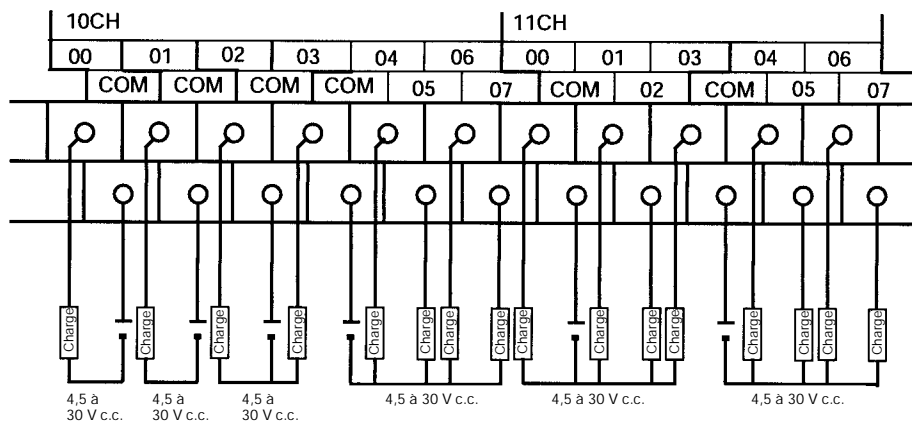 10CH 11CH
00 01 02 03 04 06 00 01 03 04 06
COM COM COM COM 05 07 COM 02 COM 05 07
Charge Charge Charge Charge Charge Charge Charge Charge Charge Charge Charge Charge Charge Charge Charge Charge
4,5 à 4,5 à 4,5 à 4,5 à 30 V c.c. 4,5 à 30 V c.c. 4,5 à 30 V c.c.
30 V c.c. 30 V c.c. 30 V c.c.